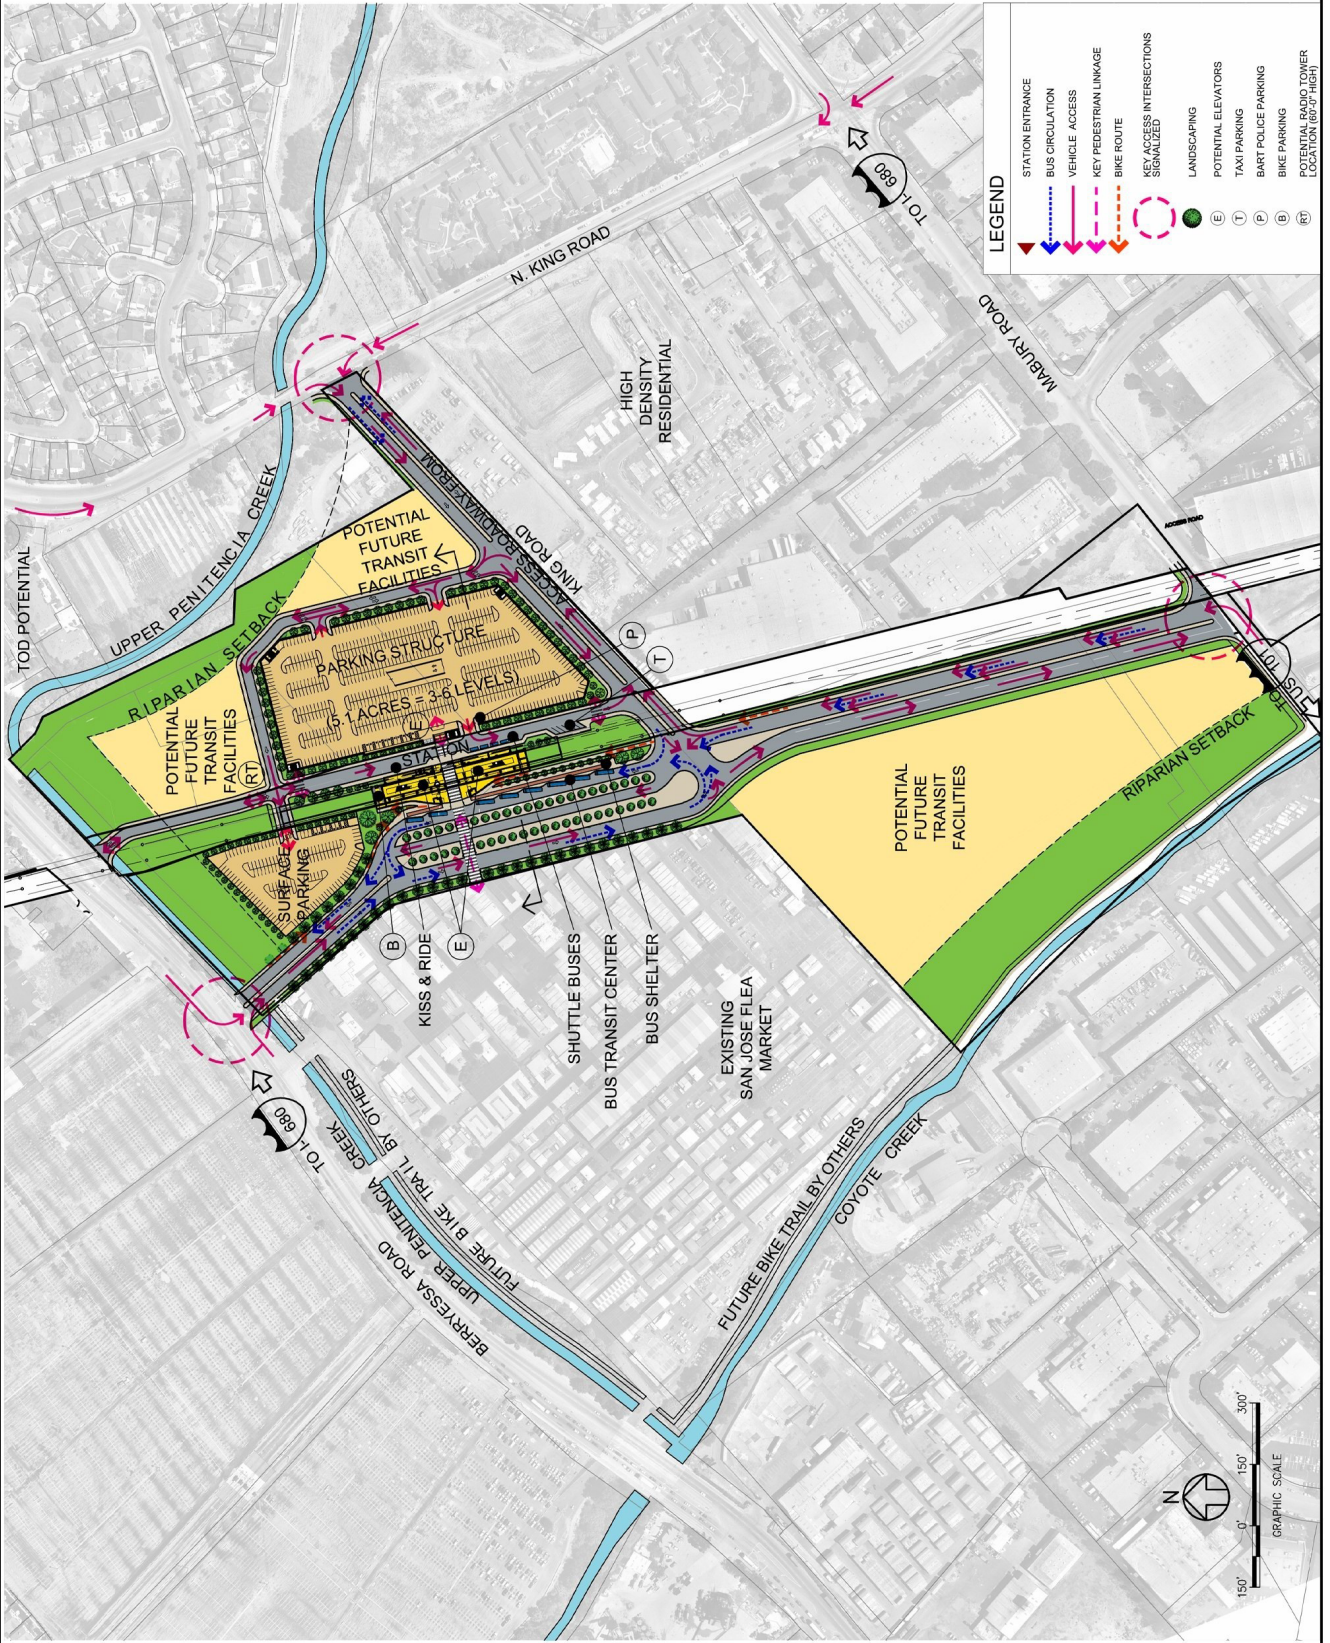 TOD POTENTIAL
UPPER PENITENCIA CREEK
RIPARIAN SETBACK
N. KING ROAD
HIGH
DENSITY
RESIDENTIAL
MABURY ROAD
TO I-
680
POTENTIAL
FUTURE
TRANSIT
FACILITIES
ACCESS ROADWAY FROM
KING ROAD
PARKING STRUCTURE
(5.1 ACRES = 3-6 LEVELS)
E
STATION
P
T
POTENTIAL
FUTURE
TRANSIT
FACILITIES
RT
SURFACE
PARKING
B
KISS & RIDE
E
SHUTTLE BUSES
BUS TRANSIT CENTER
BUS SHELTER
EXISTING
SAN JOSE FLEA
MARKET
POTENTIAL
FUTURE
TRANSIT
FACILITIES
RIPARIAN SETBACK
ACCESS ROAD
TO
US 101
TO I-
680
BERRYESSA ROAD
UPPER PENITENCIA CREEK
FUTURE BIKE TRAIL BY OTHERS
FUTURE BIKE TRAIL BY OTHERS
COYOTE CREEK
LEGEND
STATION ENTRANCE
BUS CIRCULATION
VEHICLE ACCESS
KEY PEDESTRIAN LINKAGE
BIKE ROUTE
KEY ACCESS INTERSECTIONS
SIGNALIZED
LANDSCAPING
E POTENTIAL ELEVATORS
T TAXI PARKING
P BART POLICE PARKING
B BIKE PARKING
RT POTENTIAL RADIO TOWER
LOCATION (60'-0" HIGH)
N
150' 0' 150' 300'
GRAPHIC SCALE